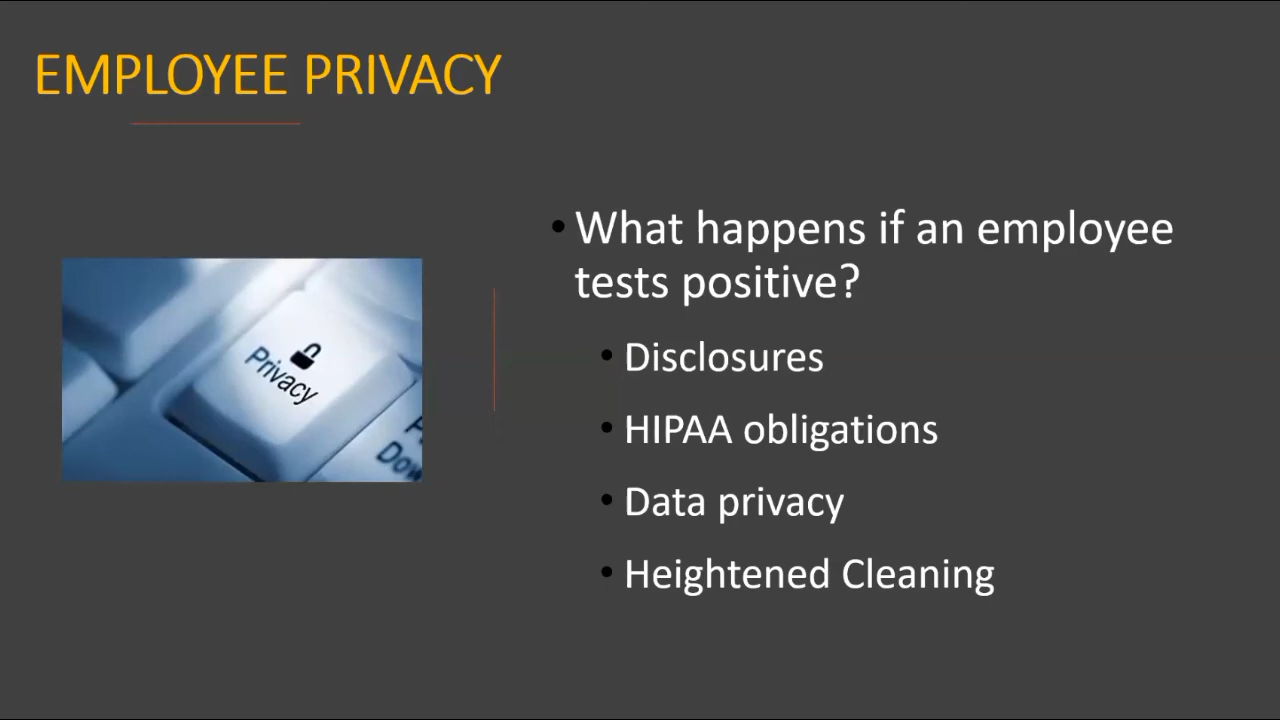 EMPLOYEE PRIVACY
• What happens if an employee
tests positive?
• Disclosures
• HIPAA obligations
• Data privacy
• Heightened Cleaning
Privacy